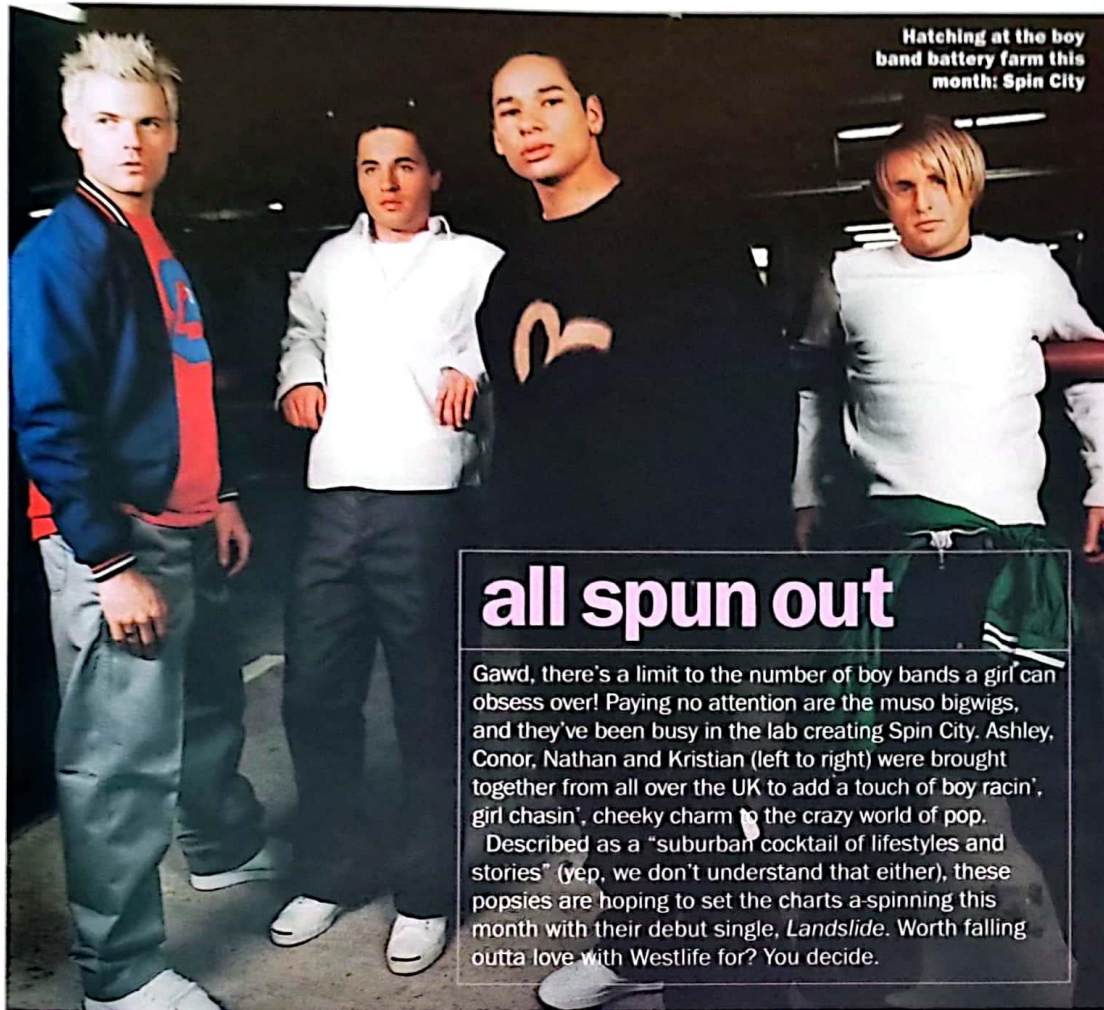 Hatching at the boy
band battery farm this
month: Spin City
all spun out
Gawd, there's a limit to the number of boy bands a girl can
obsess over! Paying no attention are the muso bigwigs,
and they've been busy in the lab creating Spin City. Ashley,
Conor, Nathan and Kristian (left to right) were brought
together from all over the UK to add a touch of boy racin',
girl chasin', cheeky charm to the crazy world of pop.
Described as a “suburban cocktail of lifestyles and
stories” (yep, we don't understand that either), these
popsies are hoping to set the charts a-spinning this
month with their debut single, Landslide. Worth falling
outta love with Westlife for? You decide.